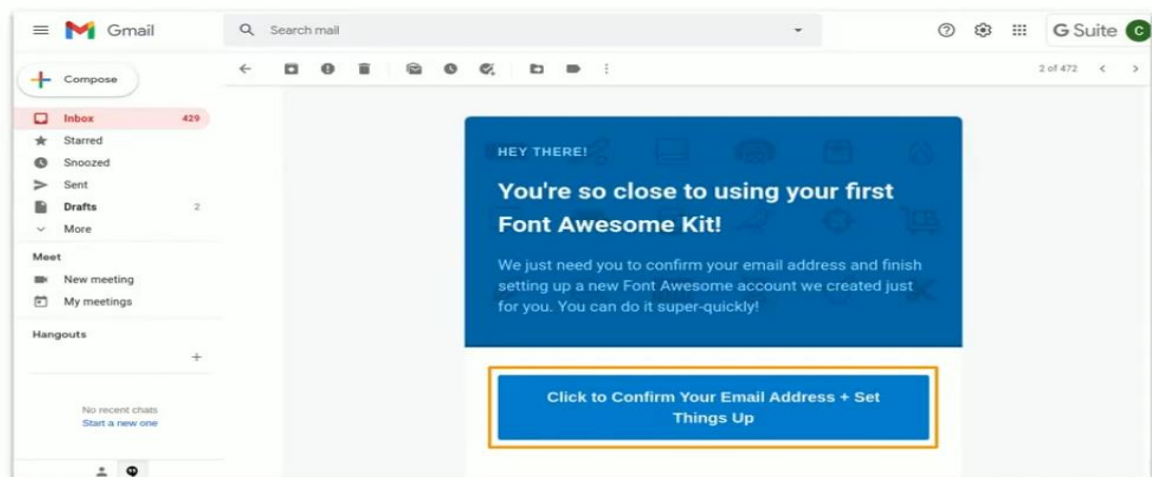 Gmail
Search mail
G Suite
C
Compose
2 of 472
Inbox 429
Starred
Snoozed
Sent
Drafts 2
More
Meet
New meeting
My meetings
Hangouts
+
No recent chats
Start a new one
HEY THERE!
You're so close to using your first
Font Awesome Kit!
We just need you to confirm your email address and finish
setting up a new Font Awesome account we created just
for you. You can do it super-quickly!
Click to Confirm Your Email Address + Set
Things Up